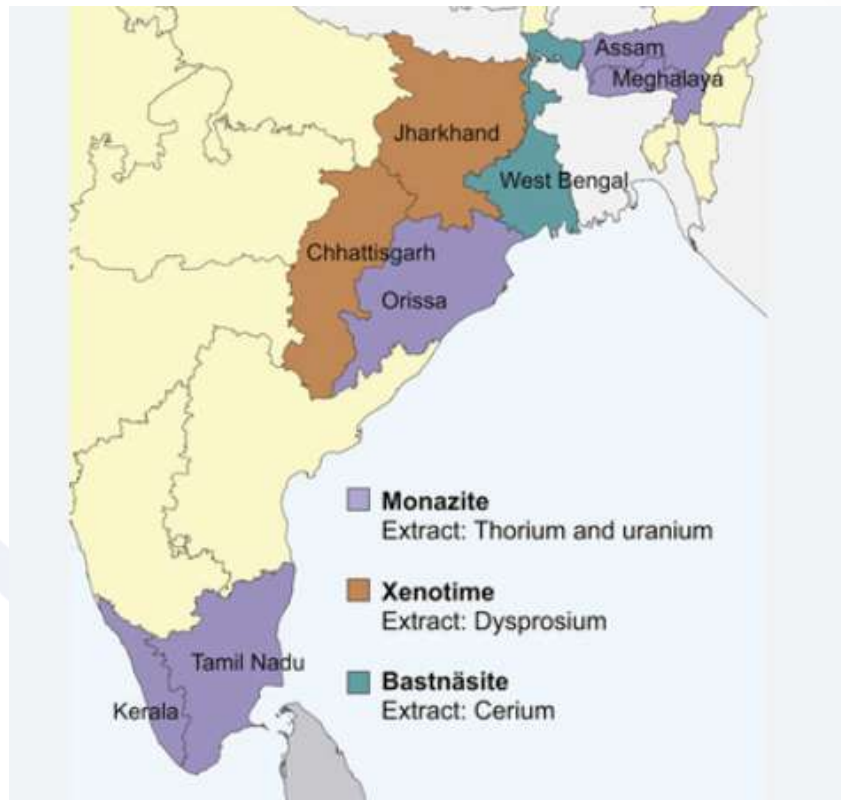 Assam
Meghalaya
Jharkhand
West Bengal
Chhattisgarh
Orissa
Monazite
Extract: Thorium and uranium
Xenotime
Extract: Dysprosium
Tamil Nadu
Kerala
Bastnäsite
Extract: Cerium